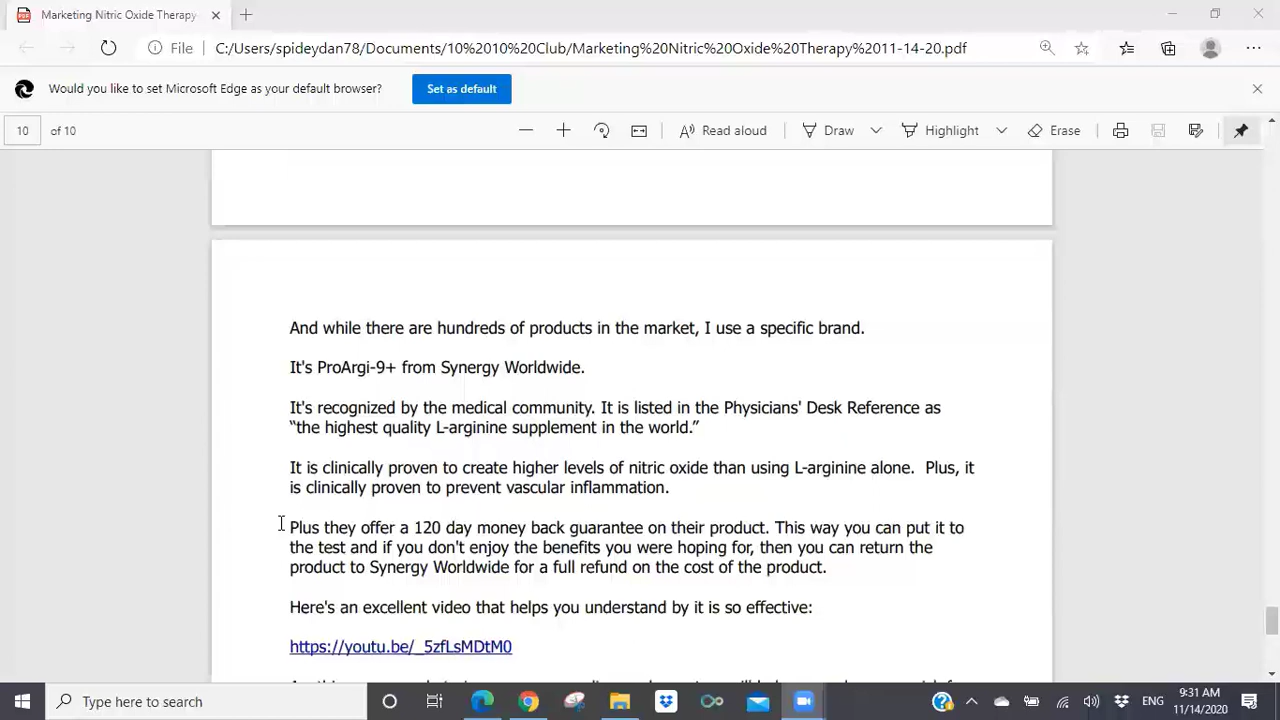 Marketing Nitric Oxide Therapy
File
C:/Users/spideydan78/Documents/10%2010%20Club/Marketing%20Nitric%20Oxide%20Therapy%2011-14-20.pdf
Would you like to set Microsoft Edge as your default browser?
Set as default
10 of 10
Read aloud
Draw
Highlight
Erase
And while there are hundreds of products in the market, I use a specific brand.
It's ProArgi-9+ from Synergy Worldwide.
It's recognized by the medical community. It is listed in the Physicians' Desk Reference as
“the highest quality L-arginine supplement in the world.”
It is clinically proven to create higher levels of nitric oxide than using L-arginine alone.  Plus, it
is clinically proven to prevent vascular inflammation.
Plus they offer a 120 day money back guarantee on their product. This way you can put it to
the test and if you don't enjoy the benefits you were hoping for, then you can return the
product to Synergy Worldwide for a full refund on the cost of the product.
Here's an excellent video that helps you understand by it is so effective:
https://youtu.be/_5zfLsMDtM0
Type here to search
ENG
9:31 AM
11/14/2020